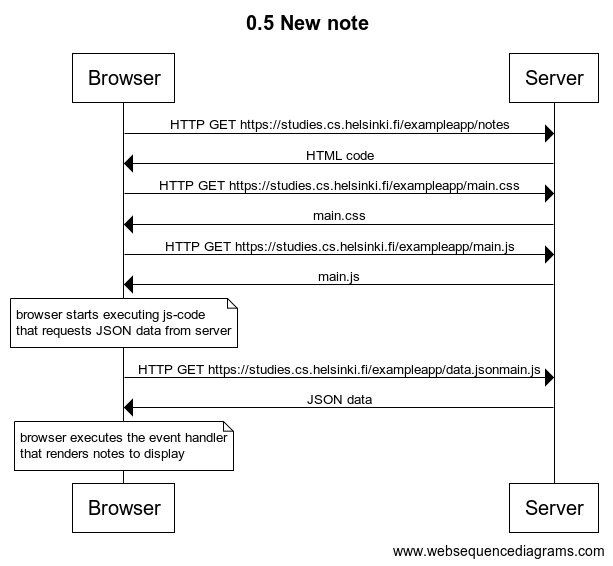 0.5 New note
Browser
Server
HTTP GET https://studies.cs.helsinki.fi/exampleapp/notes
HTML code
HTTP GET https://studies.cs.helsinki.fi/exampleapp/main.css
main.css
HTTP GET https://studies.cs.helsinki.fi/exampleapp/main.js
main.js
browser starts executing js-code
that requests JSON data from server
HTTP GET https://studies.cs.helsinki.fi/exampleapp/data.jsonmain.js
JSON data
browser executes the event handler
that renders notes to display
Browser
Server
www.websequencediagrams.com